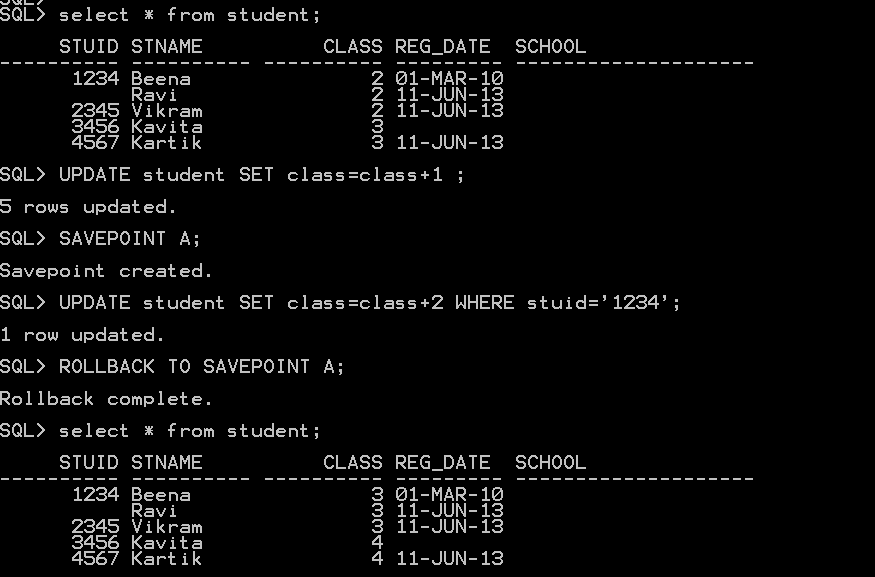 SQL>
SQL> select * from student;
     STUID STNAME          CLASS REG_DATE  SCHOOL
---------- ---------- ---------- --------- --------------------
      1234 Beena               2 01-MAR-10
           Ravi                2 11-JUN-13
      2345 Vikram              2 11-JUN-13
      3456 Kavita              3
      4567 Kartik              3 11-JUN-13
SQL> UPDATE student SET class=class+1 ;
5 rows updated.
SQL> SAVEPOINT A;
Savepoint created.
SQL> UPDATE student SET class=class+2 WHERE stuid='1234';
1 row updated.
SQL> ROLLBACK TO SAVEPOINT A;
Rollback complete.
SQL> select * from student;
     STUID STNAME          CLASS REG_DATE  SCHOOL
---------- ---------- ---------- --------- --------------------
      1234 Beena               3 01-MAR-10
           Ravi                3 11-JUN-13
      2345 Vikram              3 11-JUN-13
      3456 Kavita              4
      4567 Kartik              4 11-JUN-13